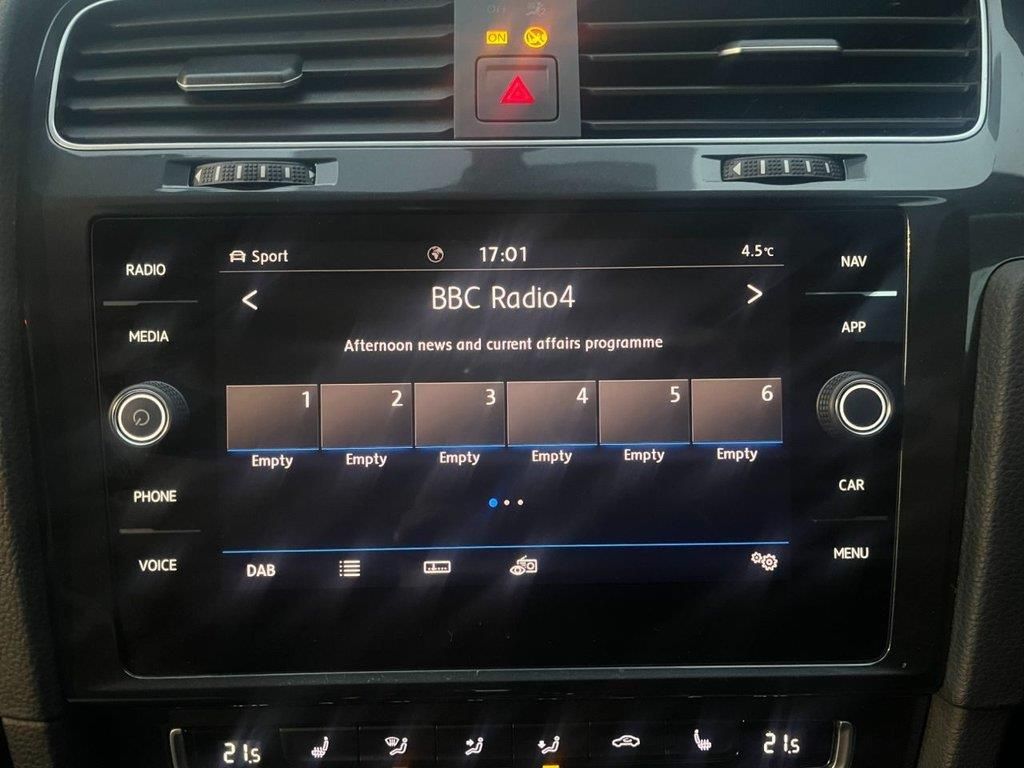 OFF
ON
RADIO
MEDIA
PHONE
VOICE
Sport 17:01 4.5°C
< BBC Radio4 >
Afternoon news and current affairs programme
1 2 3 4 5 6
Empty Empty Empty Empty Empty Empty
DAB
NAV
APP
CAR
MENU
21.5 21.5